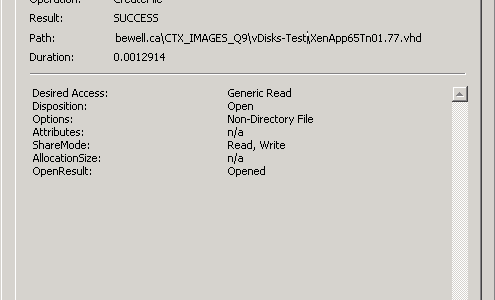 Operation: CreateFile
Result: SUCCESS
Path: bewell.ca\CTX_IMAGES_Q9\vDisks-Test\XenApp65Tn01.77.vhd
Duration: 0.0012914
Desired Access: Generic Read
Disposition: Open
Options: Non-Directory File
Attributes: n/a
ShareMode: Read, Write
AllocationSize: n/a
OpenResult: Opened